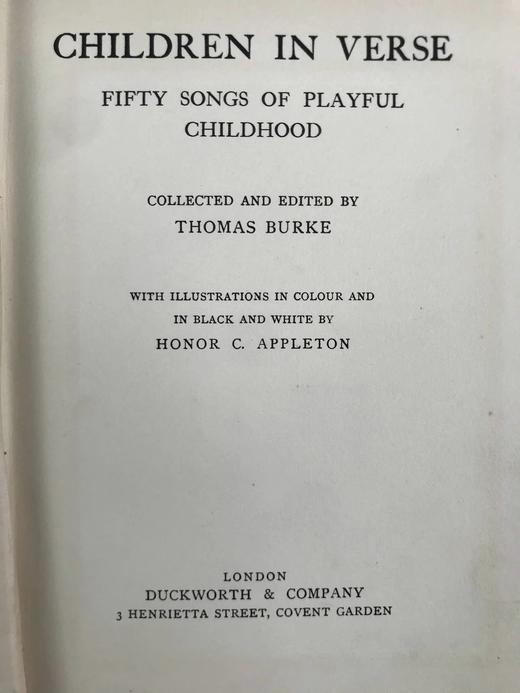 CHILDREN IN VERSE
FIFTY SONGS OF PLAYFUL
CHILDHOOD
COLLECTED AND EDITED BY
THOMAS BURKE
WITH ILLUSTRATIONS IN COLOUR AND
IN BLACK AND WHITE BY
HONOR C. APPLETON
LONDON
DUCKWORTH & COMPANY
3 HENRIETTA STREET, COVENT GARDEN